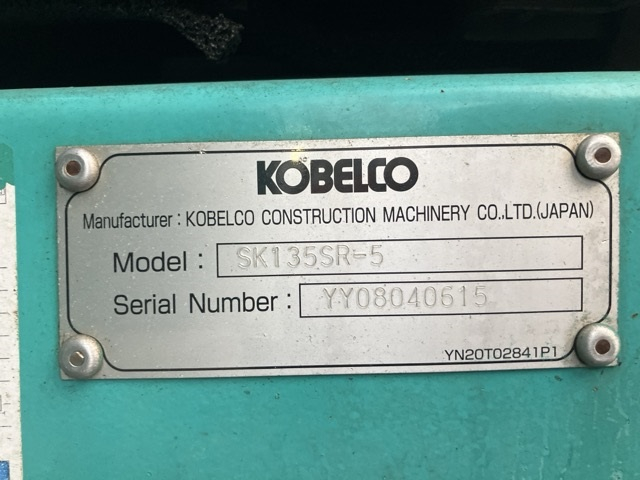 KOBELCO
Manufacturer : KOBELCO CONSTRUCTION MACHINERY CO.,LTD.(JAPAN)
Model : SK135SR-5
Serial Number : YY08040615
YN20T02841P1